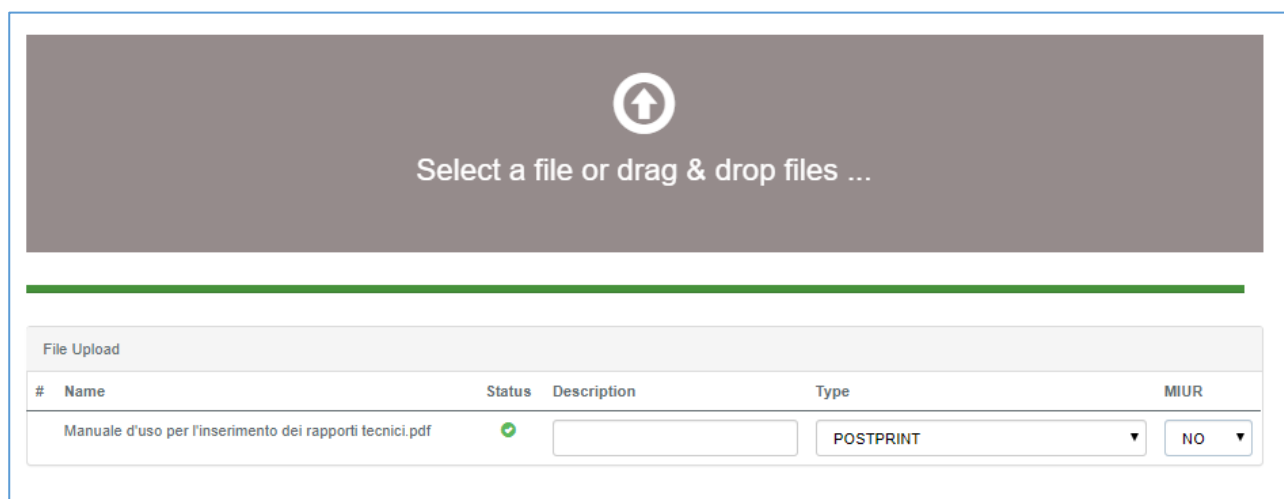 Select a file or drag & drop files ...
File Upload
# Name Status Description Type MIUR
Manuale d'uso per l'inserimento dei rapporti tecnici.pdf POSTPRINT NO